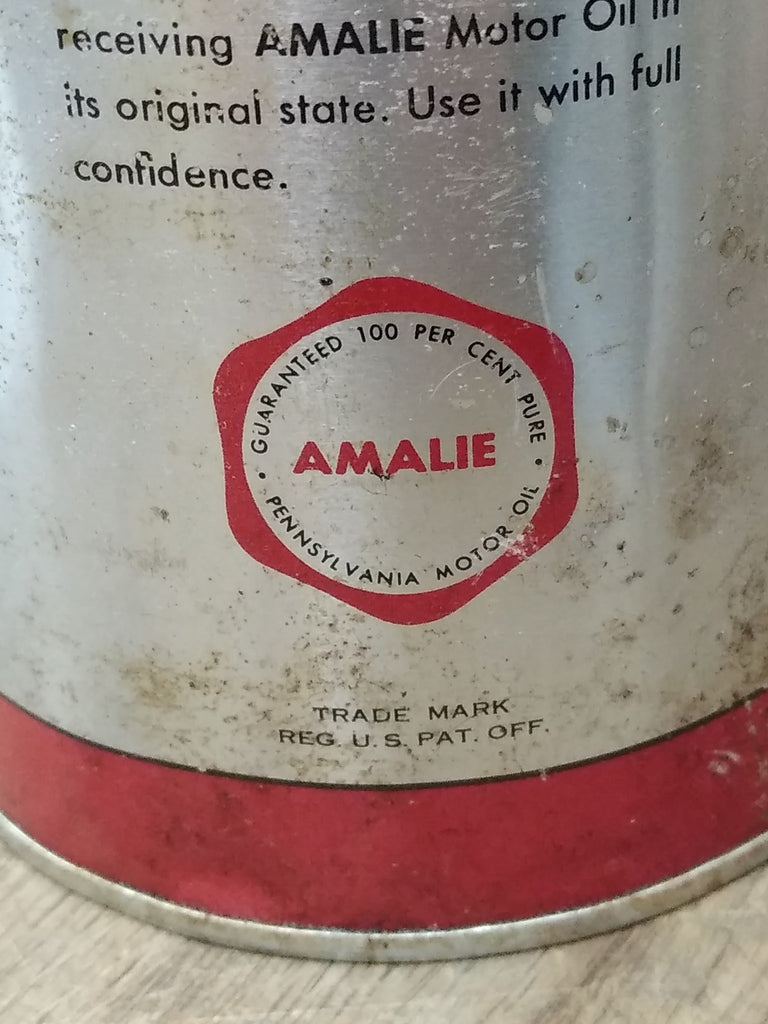 receiving AMALIE Motor Oil in
its original state. Use it with full
confidence.
GUARANTEED 100 PER CENT PURE
AMALIE
• PENNSYLVANIA MOTOR OIL •
TRADE MARK
REG. U.S. PAT. OFF.